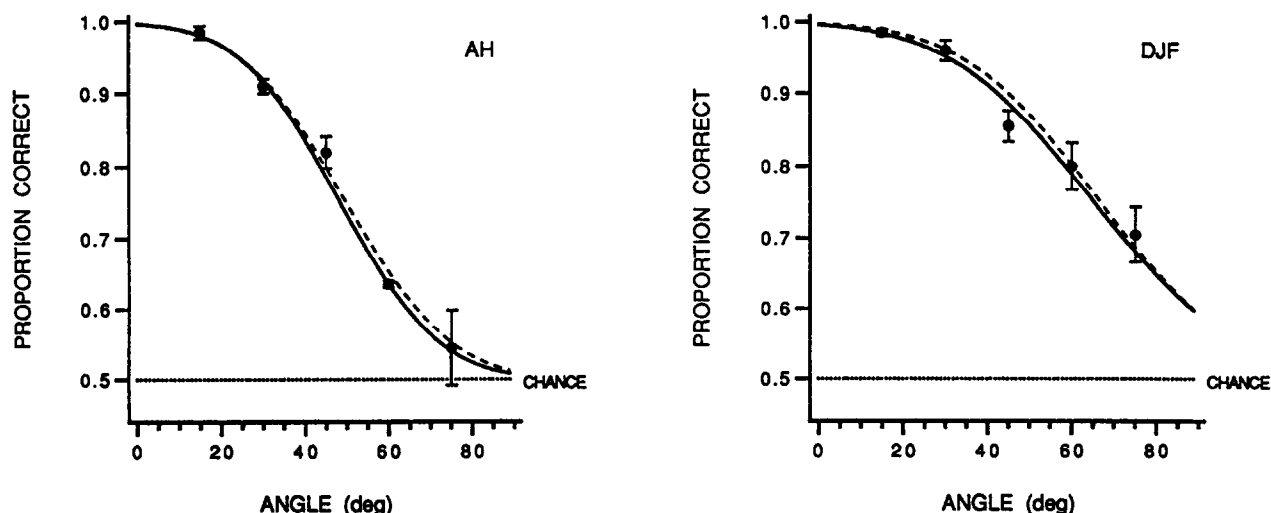 AH
PROPORTION CORRECT
1.0
0.9
0.8
0.7
0.6
0.5
CHANCE
0 20 40 60 80
ANGLE (deg)
DJF
PROPORTION CORRECT
1.0
0.9
0.8
0.7
0.6
0.5
CHANCE
0 20 40 60 80
ANGLE (deg)